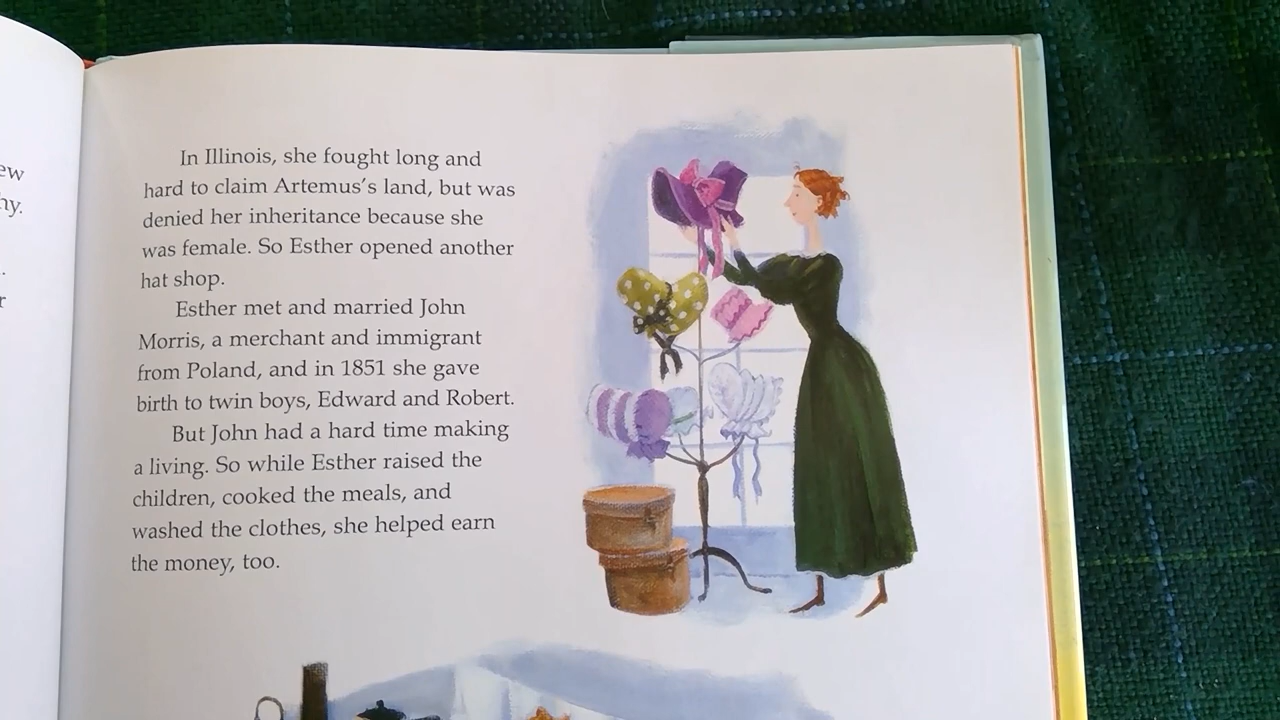 ew
hy.
r
In Illinois, she fought long and
hard to claim Artemus's land, but was
denied her inheritance because she
was female. So Esther opened another
hat shop.
Esther met and married John
Morris, a merchant and immigrant
from Poland, and in 1851 she gave
birth to twin boys, Edward and Robert.
But John had a hard time making
a living. So while Esther raised the
children, cooked the meals, and
washed the clothes, she helped earn
the money, too.